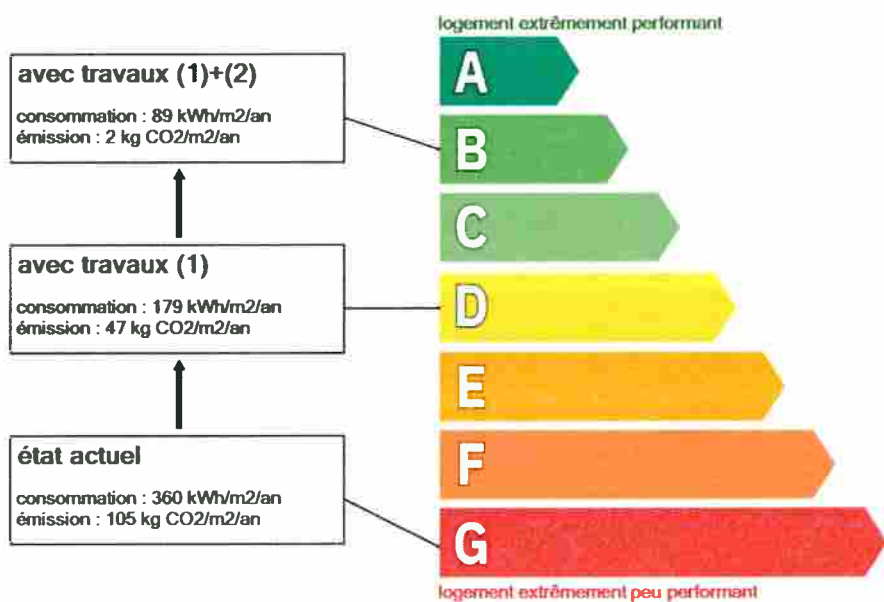 logement extrêmement performant
avec travaux (1)+(2)
consommation : 89 kWh/m2/an
émission : 2 kg CO2/m2/an
A
B
C
avec travaux (1)
consommation : 179 kWh/m2/an
émission : 47 kg CO2/m2/an
D
E
état actuel
consommation : 360 kWh/m2/an
émission : 105 kg CO2/m2/an
F
G
logement extrêmement peu performant